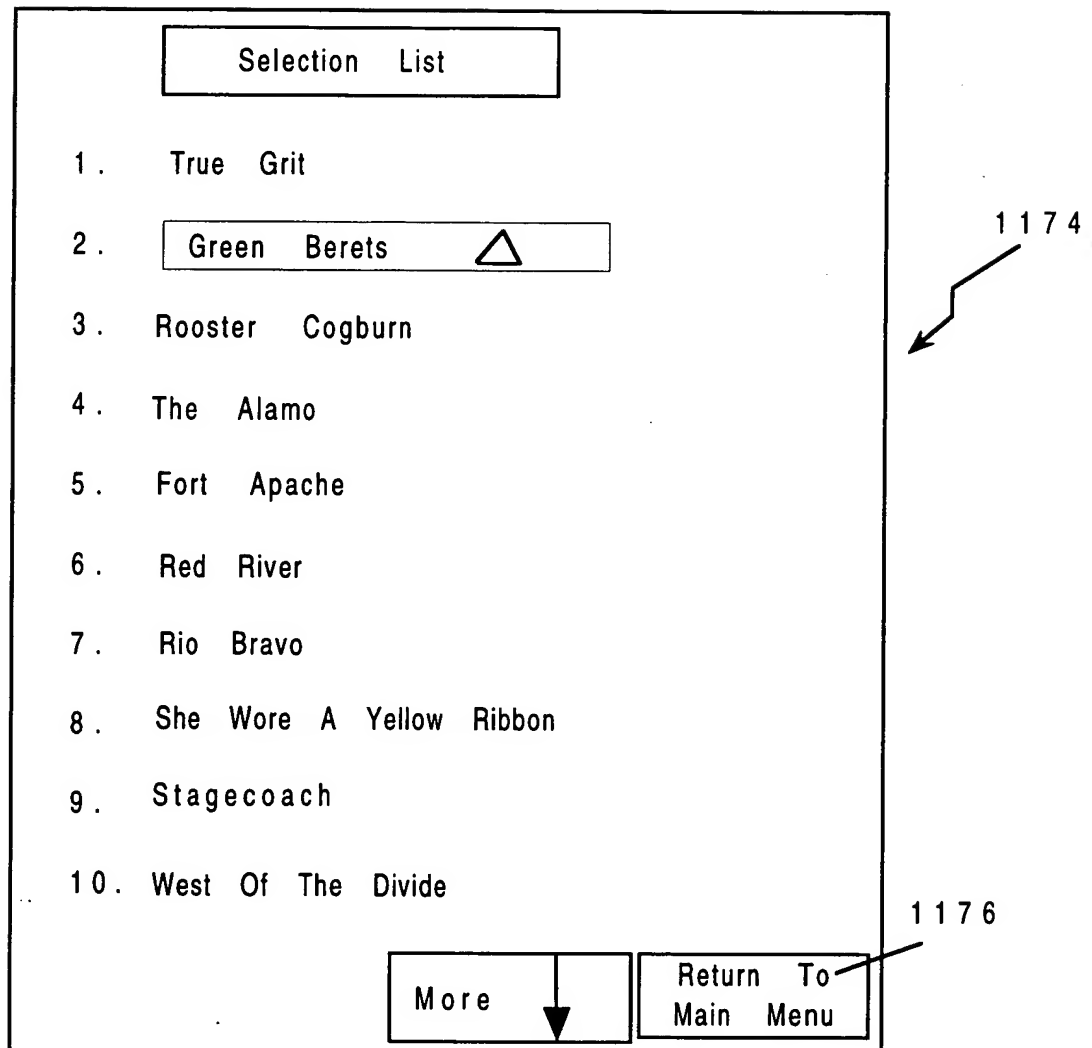 Selection List
1. True Grit
2. Green Berets
1174
3. Rooster Cogburn
4. The Alamo
5. Fort Apache
6. Red River
7. Rio Bravo
8. She Wore A Yellow Ribbon
9. Stagecoach
10. West Of The Divide
1176
More
Return To
Main Menu